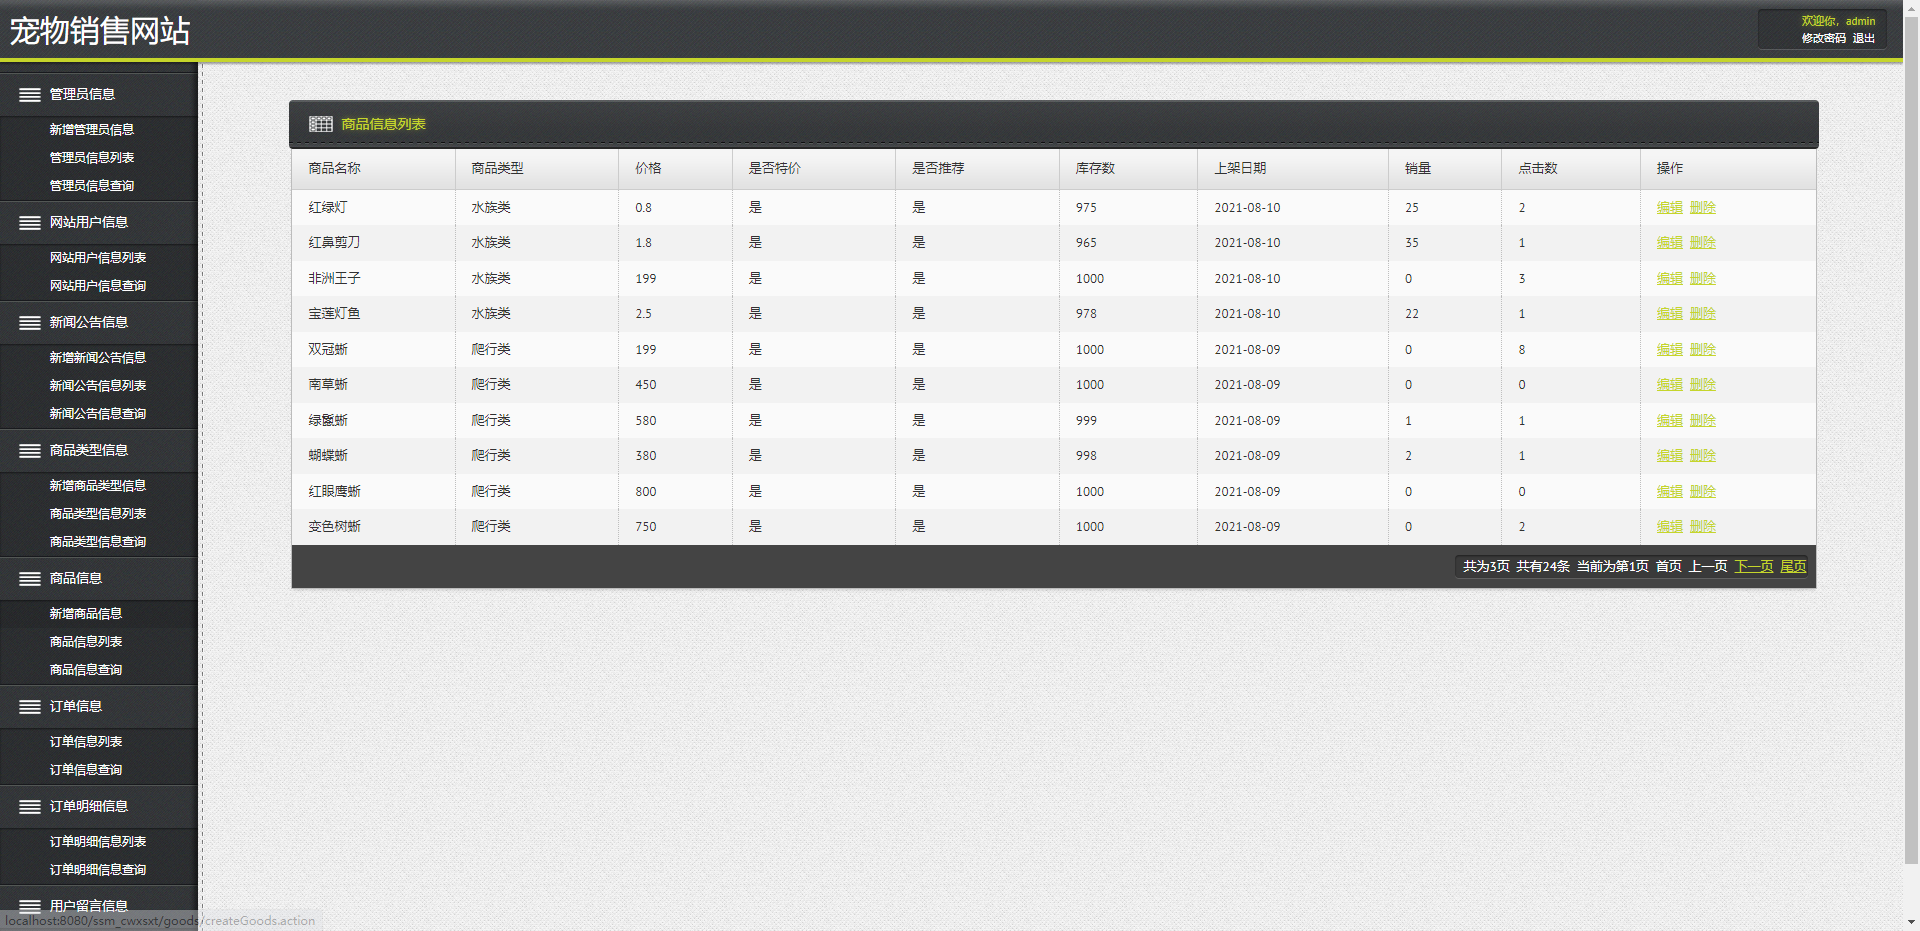 宠物销售网站
欢迎你，admin
修改密码 退出
管理员信息
新增管理员信息
管理员信息列表
管理员信息查询
网站用户信息
网站用户信息列表
网站用户信息查询
新闻公告信息
新增新闻公告信息
新闻公告信息列表
新闻公告信息查询
商品类型信息
新增商品类型信息
商品类型信息列表
商品类型信息查询
商品信息
新增商品信息
商品信息列表
商品信息查询
订单信息
订单信息列表
订单信息查询
订单明细信息
订单明细信息列表
订单明细信息查询
用户留言信息
localhost:8080/ssm_cwxsxt/goods/createGoods.action
商品信息列表
商品名称 商品类型 价格 是否特价 是否推荐 库存数 上架日期 销量 点击数 操作
红绿灯 水族类 0.8 是 是 975 2021-08-10 25 2 编辑 删除
红鼻剪刀 水族类 1.8 是 是 965 2021-08-10 35 1 编辑 删除
非洲王子 水族类 199 是 是 1000 2021-08-10 0 3 编辑 删除
宝莲灯鱼 水族类 2.5 是 是 978 2021-08-10 22 1 编辑 删除
双冠蜥 爬行类 199 是 是 1000 2021-08-09 0 8 编辑 删除
南草蜥 爬行类 450 是 是 1000 2021-08-09 0 0 编辑 删除
绿鬣蜥 爬行类 580 是 是 999 2021-08-09 1 1 编辑 删除
蝴蝶蜥 爬行类 380 是 是 998 2021-08-09 2 1 编辑 删除
红眼鹰蜥 爬行类 800 是 是 1000 2021-08-09 0 0 编辑 删除
变色树蜥 爬行类 750 是 是 1000 2021-08-09 0 2 编辑 删除
共为3页 共有24条 当前为第1页 首页 上一页 下一页 尾页